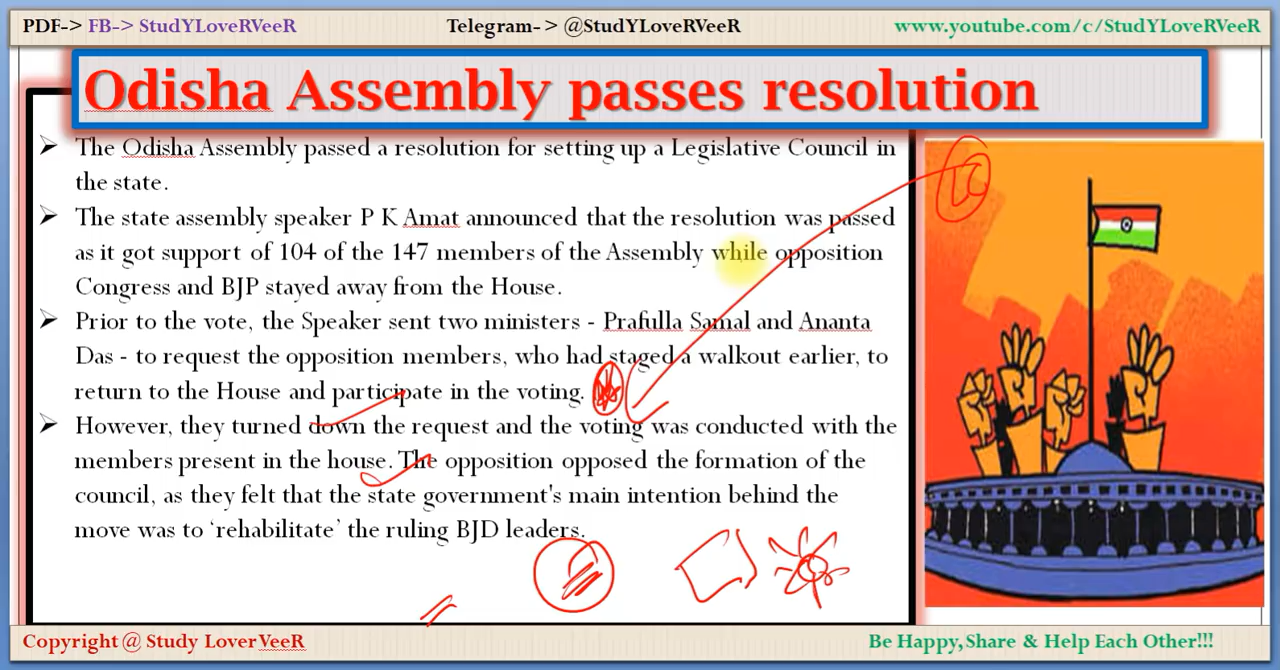 PDF-> FB-> StudYLoveRVeeR Telegram-> @StudYLoveRVeeR www.youtube.com/c/StudYLoveRVeeR
Odisha Assembly passes resolution
➢ The Odisha Assembly passed a resolution for setting up a Legislative Council in
the state.
➢ The state assembly speaker P K Amat announced that the resolution was passed
as it got support of 104 of the 147 members of the Assembly while opposition
Congress and BJP stayed away from the House.
➢ Prior to the vote, the Speaker sent two ministers - Prafulla Samal and Ananta
Das - to request the opposition members, who had staged a walkout earlier, to
return to the House and participate in the voting.
➢ However, they turned down the request and the voting was conducted with the
members present in the house. The opposition opposed the formation of the
council, as they felt that the state government's main intention behind the
move was to ‘rehabilitate’ the ruling BJD leaders.
LC
Copyright @ Study LoverVeeR Be Happy,Share & Help Each Other!!!